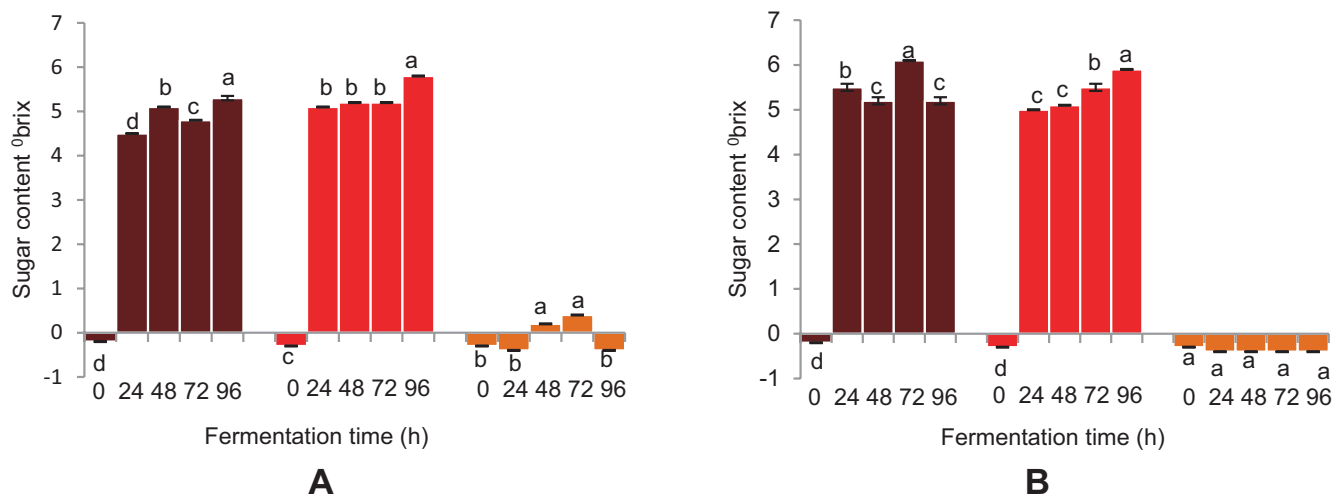 7
6
5
4
3
2
1
0
-1
Sugar content ⁰brix
d
d
b
c
a
c
b
b
b
a
b
b
a
a
b
0 24 48 72 96 0 24 48 72 96 0 24 48 72 96
Fermentation time (h)
A
7
6
5
4
3
2
1
0
-1
Sugar content ⁰brix
d
b
c
a
c
d
c
c
b
a
a
a
a
a
a
0 24 48 72 96 0 24 48 72 96 0 24 48 72 96
Fermentation time (h)
B